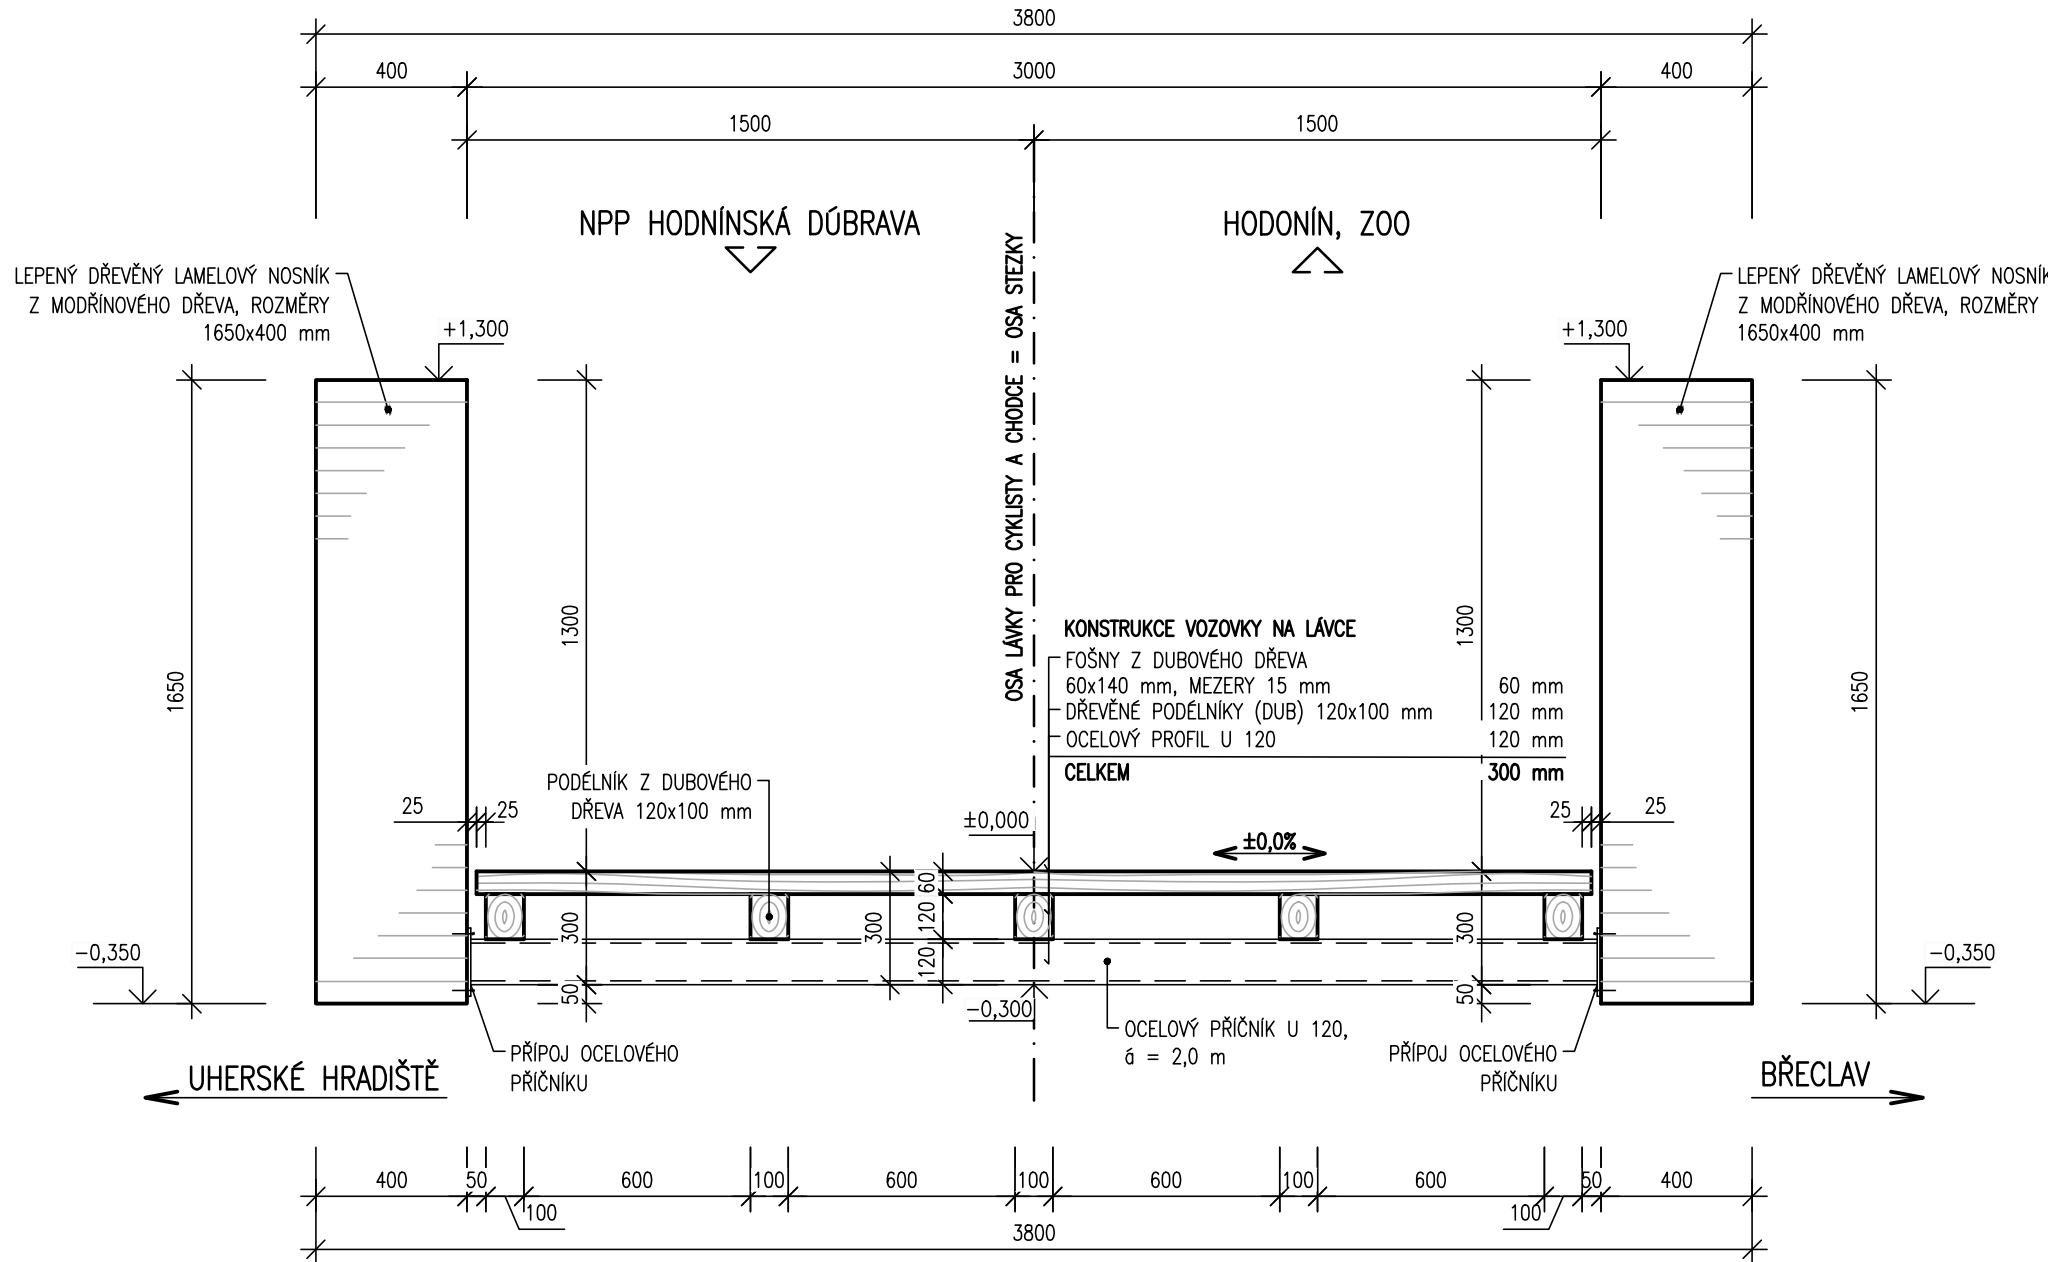 3800
400
3000
400
1500
1500
NPP HODNÍNSKÁ DÚBRAVA
HODONÍN, ZOO
OSA LÁVKY PRO CYKLISTY A CHODCE = OSA STEZKY
LEPENÝ DŘEVĚNÝ LAMELOVÝ NOSNÍK
Z MODŘÍNOVÉHO DŘEVA, ROZMĚRY
1650x400 mm
LEPENÝ DŘEVĚNÝ LAMELOVÝ NOSNÍK
Z MODŘÍNOVÉHO DŘEVA, ROZMĚRY
1650x400 mm
+1,300
+1,300
1650
1300
1300
1650
KONSTRUKCE VOZOVKY NA LÁVCE
FOŠNY Z DUBOVÉHO DŘEVA
60x140 mm, MEZERY 15 mm 60 mm
DŘEVĚNÉ PODÉLNÍKY (DUB) 120x100 mm 120 mm
OCELOVÝ PROFIL U 120 120 mm
CELKEM 300 mm
PODÉLNÍK Z DUBOVÉHO
DŘEVA 120x100 mm
25
25
25
25
±0,000
±0,0%
300
50
300
60
120
120
300
50
-0,350
-0,350
-0,300
OCELOVÝ PŘÍČNÍK U 120,
á = 2,0 m
PŘÍPOJ OCELOVÉHO
PŘÍČNÍKU
PŘÍPOJ OCELOVÉHO
PŘÍČNÍKU
UHERSKÉ HRADIŠTĚ
BŘECLAV
400
50
600
100
600
100
600
100
600
50
400
100
100
3800